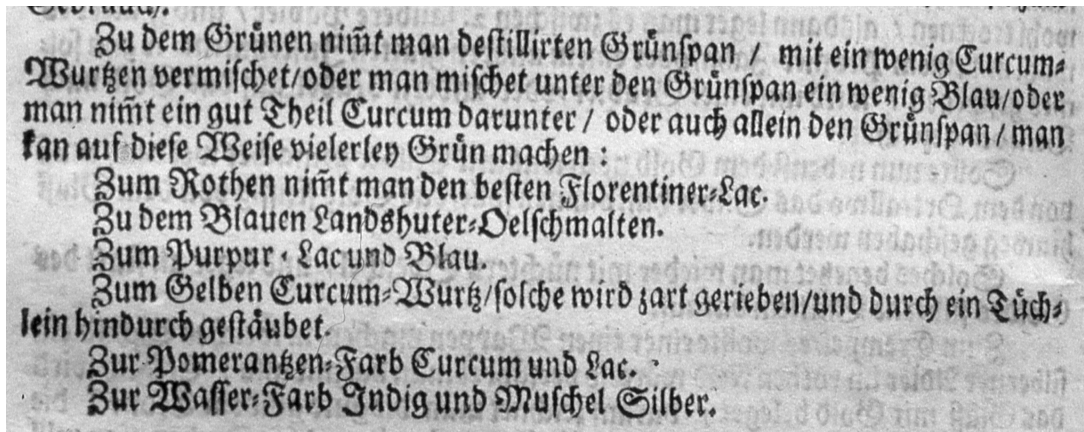 Zu dem Grünen nim̃t man destillirten Grünspan / mit ein wenig Curcum-
Wurtzen vermischet/oder man mischet unter den Grünspan ein wenig Blau/oder
man nim̃t ein gut Theil Curcum darunter / oder auch allein den Grünspan / man
kan auf diese Weise vielerley Grün machen :
Zum Rothen nim̃t man den besten Florentiner-Lac.
Zu dem Blauen Landshuter-Oelschmalten.
Zum Purpur, Lac und Blau.
Zum Gelben Curcum-Wurtz/solche wird zart gerieben/und durch ein Tüch-
lein hindurch gestäubet.
Zur Pomerantzen-Farb Curcum und Lac.
Zur Wasser-Farb Indig und Muschel Silber.